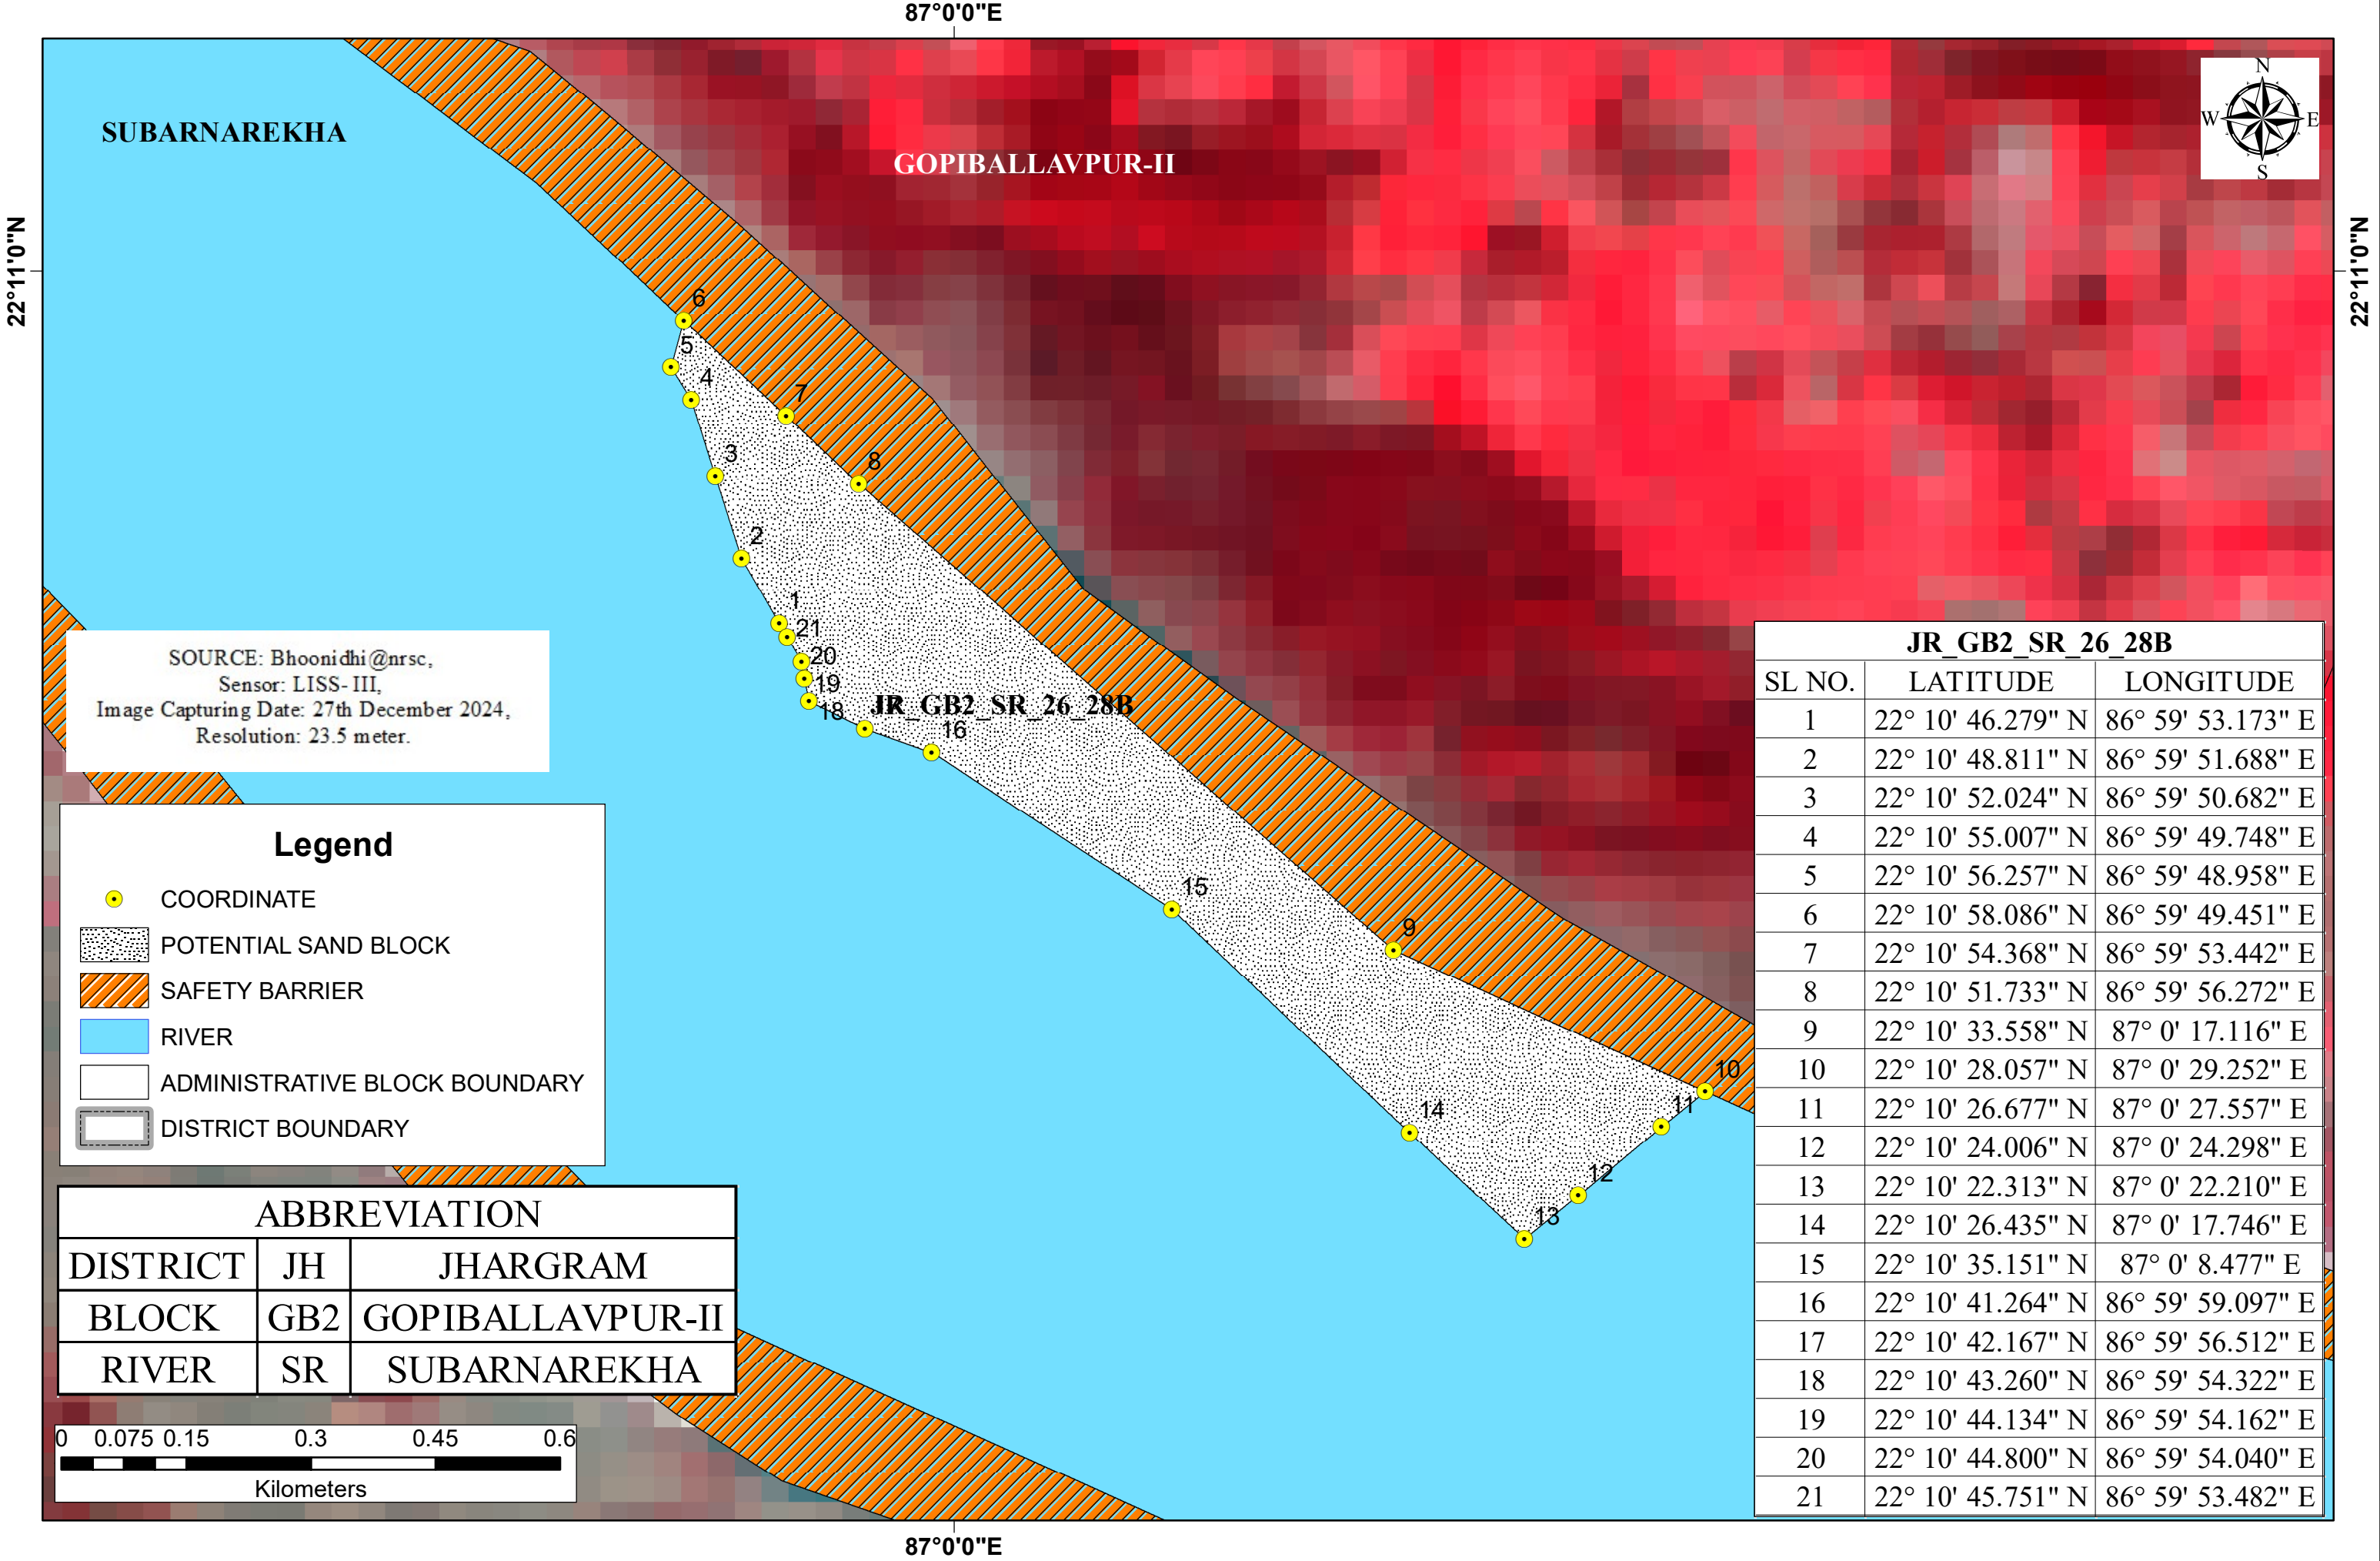 87°0'0"E
22°11'0"N
22°11'0"N
SUBARNAREKHA
GOPIBALLAVPUR-II
N
W
E
S
6
5
4
7
3
8
2
1
21
20
19
18
JR_GB2_SR_26_28B
16
15
9
14
10
11
12
13
SOURCE: Bhoonidhi@nrsc,
Sensor: LISS-III,
Image Capturing Date: 27th December 2024,
Resolution: 23.5 meter.
Legend
COORDINATE
POTENTIAL SAND BLOCK
SAFETY BARRIER
RIVER
ADMINISTRATIVE BLOCK BOUNDARY
DISTRICT BOUNDARY
ABBREVIATION
DISTRICT JH JHARGRAM
BLOCK GB2 GOPIBALLAVPUR-II
RIVER SR SUBARNAREKHA
0 0.075 0.15 0.3 0.45 0.6
Kilometers
JR_GB2_SR_26_28B
SL NO. LATITUDE LONGITUDE
1 22° 10' 46.279" N 86° 59' 53.173" E
2 22° 10' 48.811" N 86° 59' 51.688" E
3 22° 10' 52.024" N 86° 59' 50.682" E
4 22° 10' 55.007" N 86° 59' 49.748" E
5 22° 10' 56.257" N 86° 59' 48.958" E
6 22° 10' 58.086" N 86° 59' 49.451" E
7 22° 10' 54.368" N 86° 59' 53.442" E
8 22° 10' 51.733" N 86° 59' 56.272" E
9 22° 10' 33.558" N 87° 0' 17.116" E
10 22° 10' 28.057" N 87° 0' 29.252" E
11 22° 10' 26.677" N 87° 0' 27.557" E
12 22° 10' 24.006" N 87° 0' 24.298" E
13 22° 10' 22.313" N 87° 0' 22.210" E
14 22° 10' 26.435" N 87° 0' 17.746" E
15 22° 10' 35.151" N 87° 0' 8.477" E
16 22° 10' 41.264" N 86° 59' 59.097" E
17 22° 10' 42.167" N 86° 59' 56.512" E
18 22° 10' 43.260" N 86° 59' 54.322" E
19 22° 10' 44.134" N 86° 59' 54.162" E
20 22° 10' 44.800" N 86° 59' 54.040" E
21 22° 10' 45.751" N 86° 59' 53.482" E
87°0'0"E